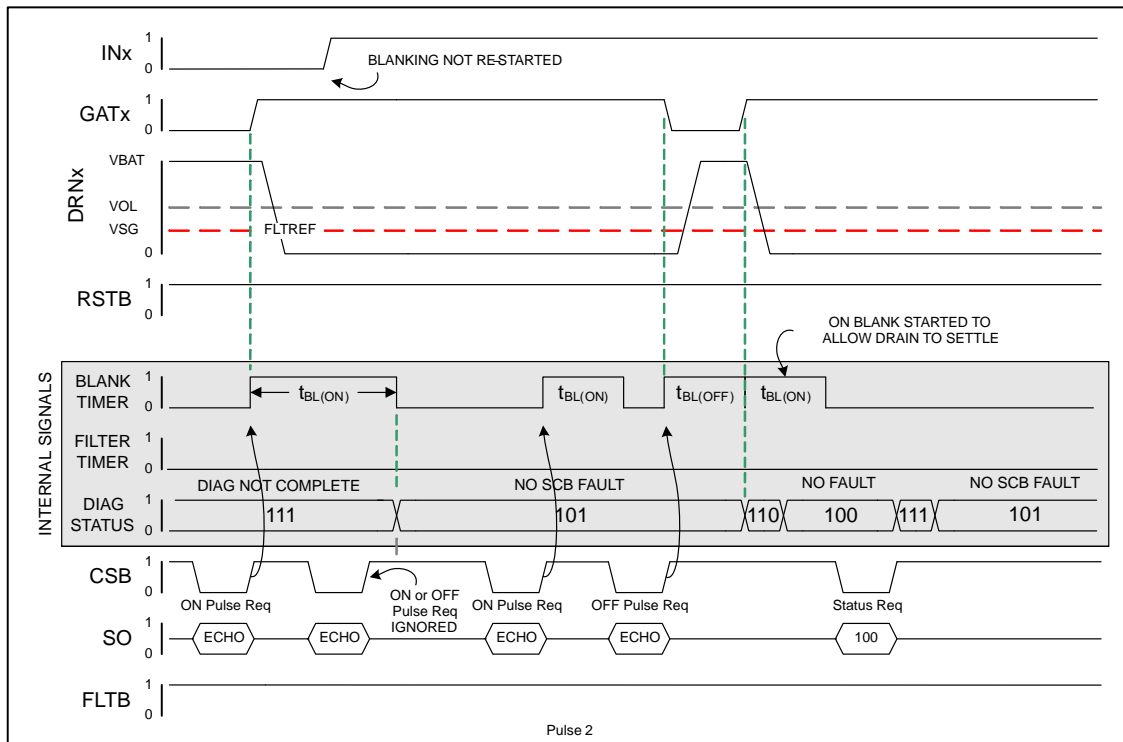 INx
1
0
BLANKING NOT RE-STARTED
GATx
1
0
DRNx
VBAT
VOL
VSG
FLTREF
0
RSTB
1
0
ON BLANK STARTED TO
ALLOW DRAIN TO SETTLE
INTERNAL SIGNALS
BLANK
TIMER
1
0
tBL(ON)
tBL(ON)
tBL(OFF)
tBL(ON)
FILTER
TIMER
1
0
DIAG NOT COMPLETE
NO SCB FAULT
NO FAULT
NO SCB FAULT
DIAG
STATUS
1
0
111
101
110
100
111
101
CSB
1
0
ON Pulse Req
ON or OFF
Pulse Req
IGNORED
ON Pulse Req
OFF Pulse Req
Status Req
SO
1
0
ECHO
ECHO
ECHO
ECHO
100
FLTB
1
0
Pulse 2